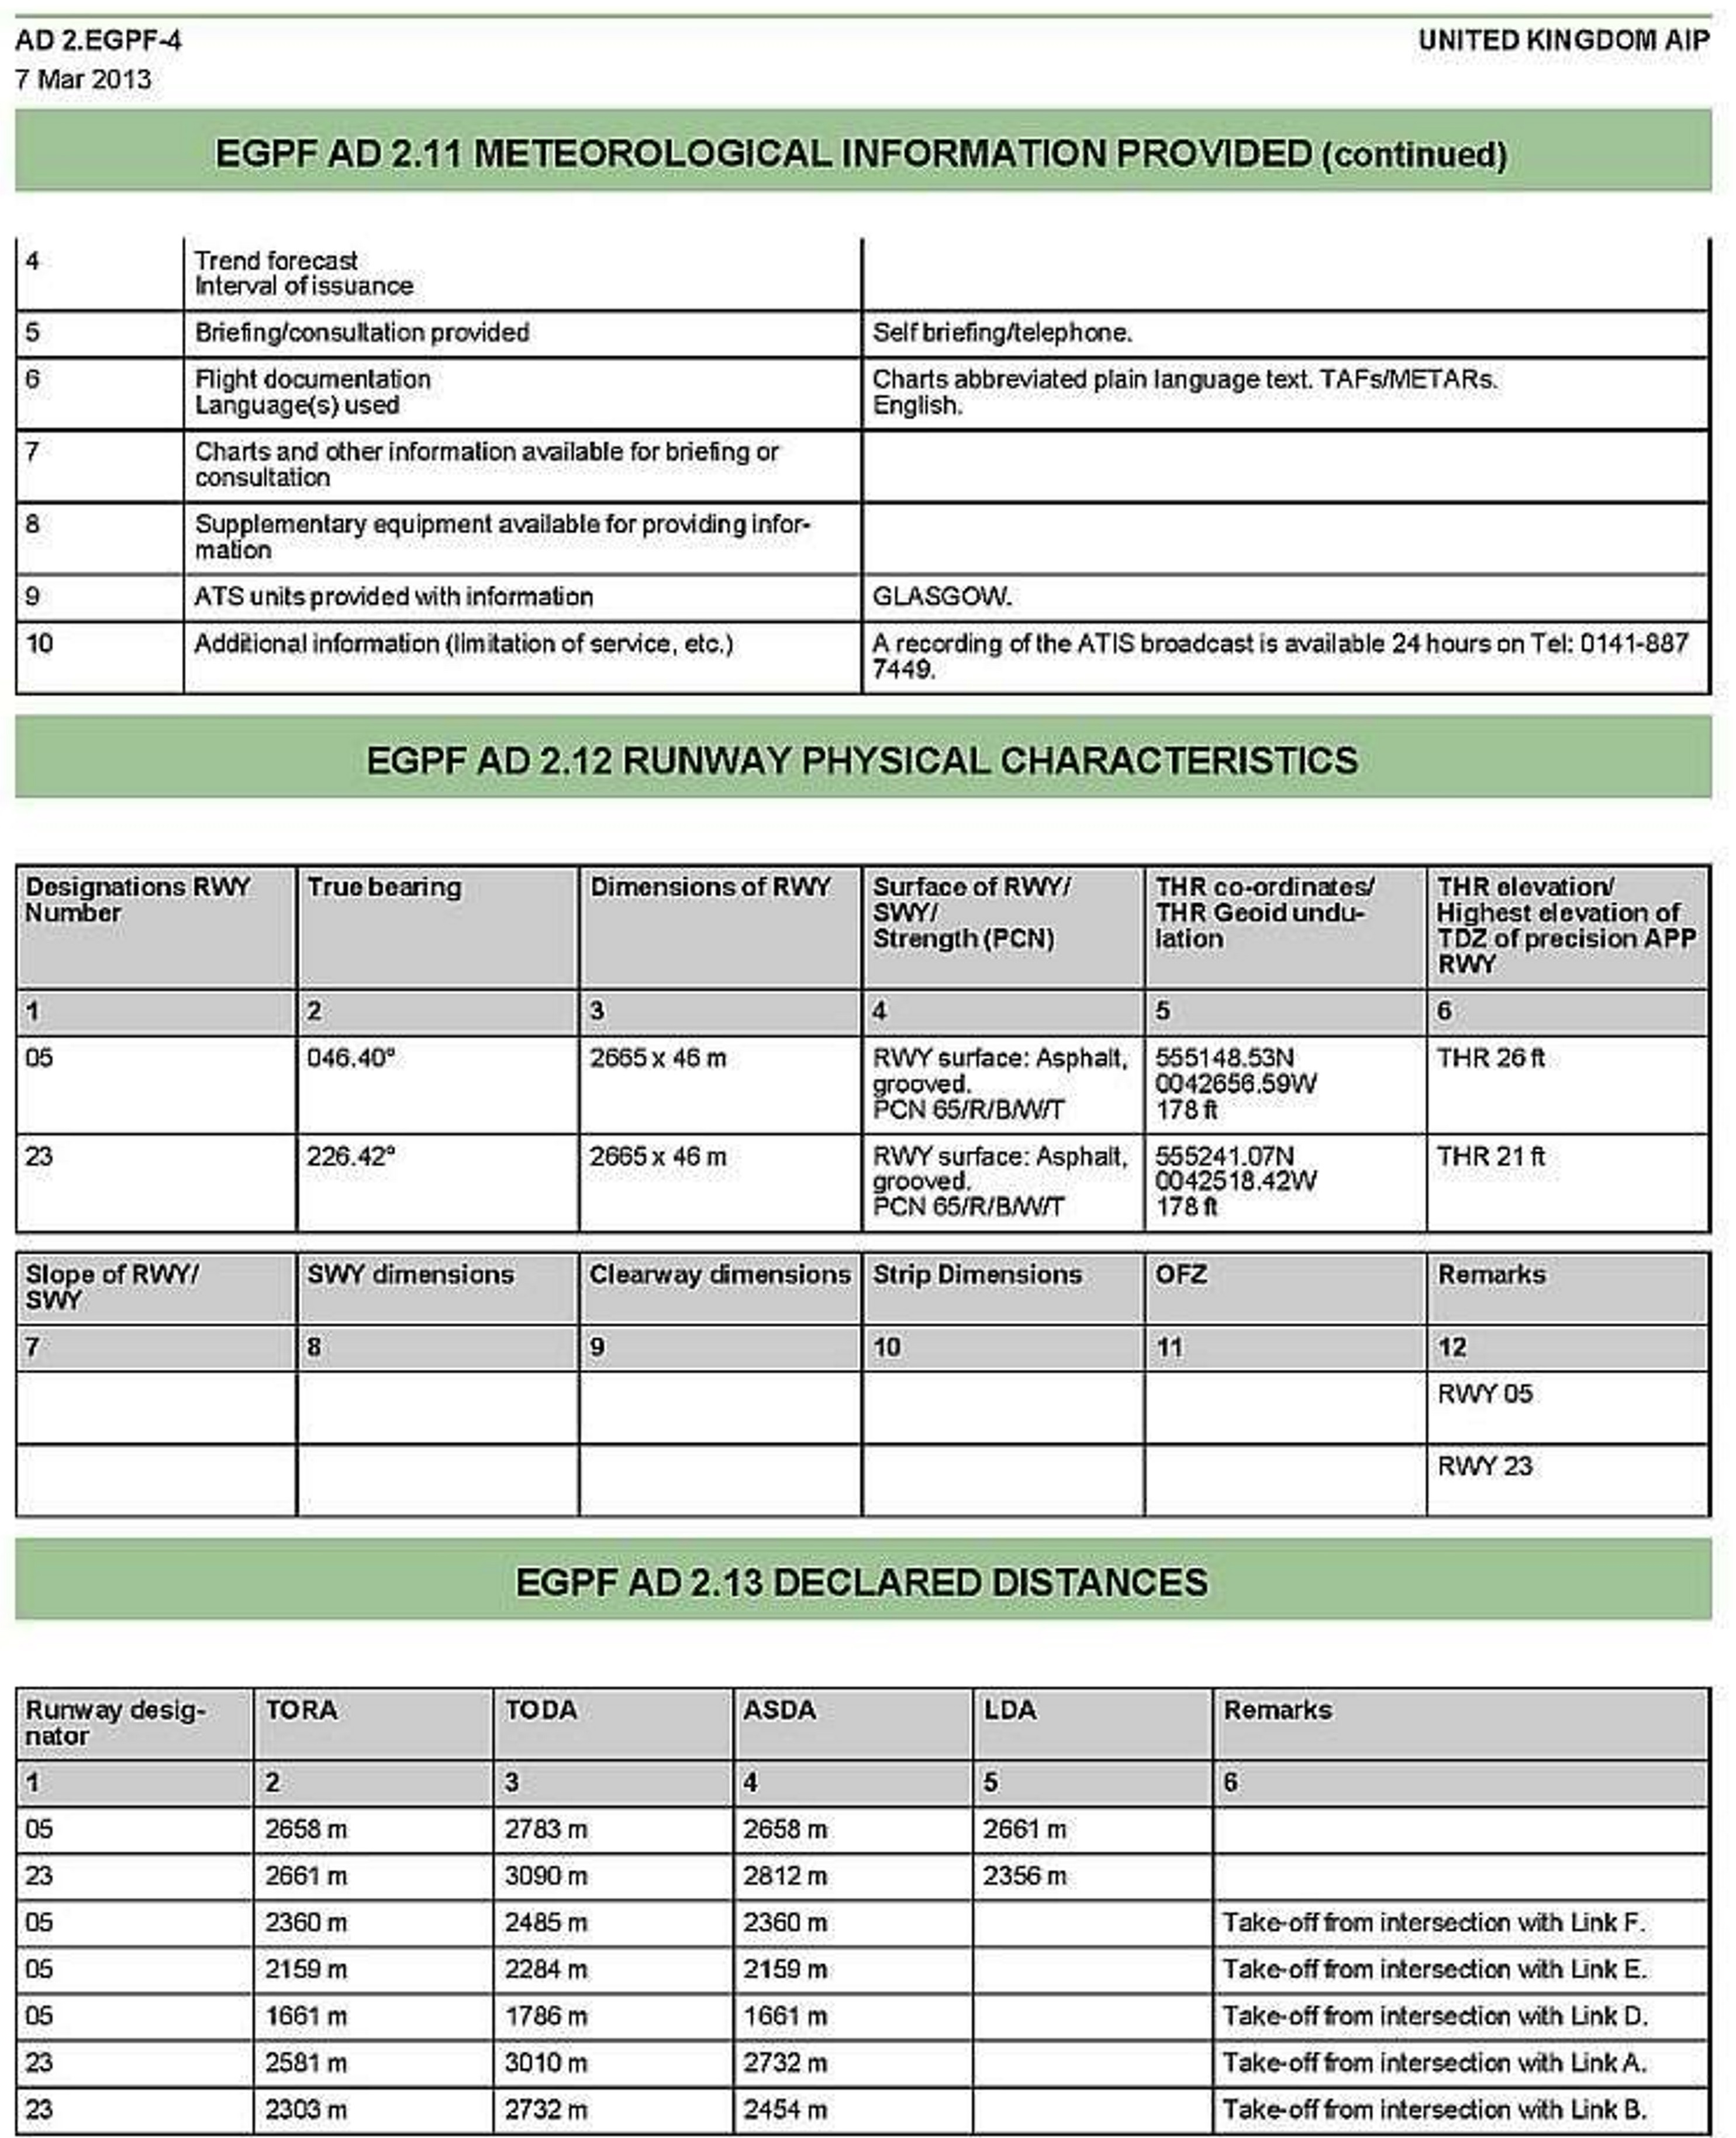 AD 2.EGPF-4 UNITED KINGDOM AIP
7 Mar 2013
EGPF AD 2.11 METEOROLOGICAL INFORMATION PROVIDED (continued)
4 Trend forecast
Interval of issuance
5 Briefing/consultation provided Self briefing/telephone.
6 Flight documentation Charts abbreviated plain language text. TAFs/METARs.
Language(s) used English.
7 Charts and other information available for briefing or
consultation
8 Supplementary equipment available for providing infor-
mation
9 ATS units provided with information GLASGOW.
10 Additional information (limitation of service, etc.) A recording of the ATIS broadcast is available 24 hours on Tel: 0141-887
7449.
EGPF AD 2.12 RUNWAY PHYSICAL CHARACTERISTICS
Designations RWY True bearing Dimensions of RWY Surface of RWY/ THR co-ordinates/ THR elevation/
Number SWY/ THR Geoid undu- Highest elevation of
Strength (PCN) lation TDZ of precision APP
RWY
1 2 3 4 5 6
05 046.40° 2665 x 46 m RWY surface: Asphalt, 555148.53N THR 26 ft
grooved. 0042656.59W
PCN 65/R/B/W/T 178 ft
23 226.42° 2665 x 46 m RWY surface: Asphalt, 555241.07N THR 21 ft
grooved. 0042518.42W
PCN 65/R/B/W/T 178 ft
Slope of RWY/ SWY dimensions Clearway dimensions Strip Dimensions OFZ Remarks
SWY
7 8 9 10 11 12
RWY 05
RWY 23
EGPF AD 2.13 DECLARED DISTANCES
Runway desig- TORA TODA ASDA LDA Remarks
nator
1 2 3 4 5 6
05 2658 m 2783 m 2658 m 2661 m
23 2661 m 3090 m 2812 m 2356 m
05 2360 m 2485 m 2360 m Take-off from intersection with Link F.
05 2159 m 2284 m 2159 m Take-off from intersection with Link E.
05 1661 m 1786 m 1661 m Take-off from intersection with Link D.
23 2581 m 3010 m 2732 m Take-off from intersection with Link A.
23 2303 m 2732 m 2454 m Take-off from intersection with Link B.